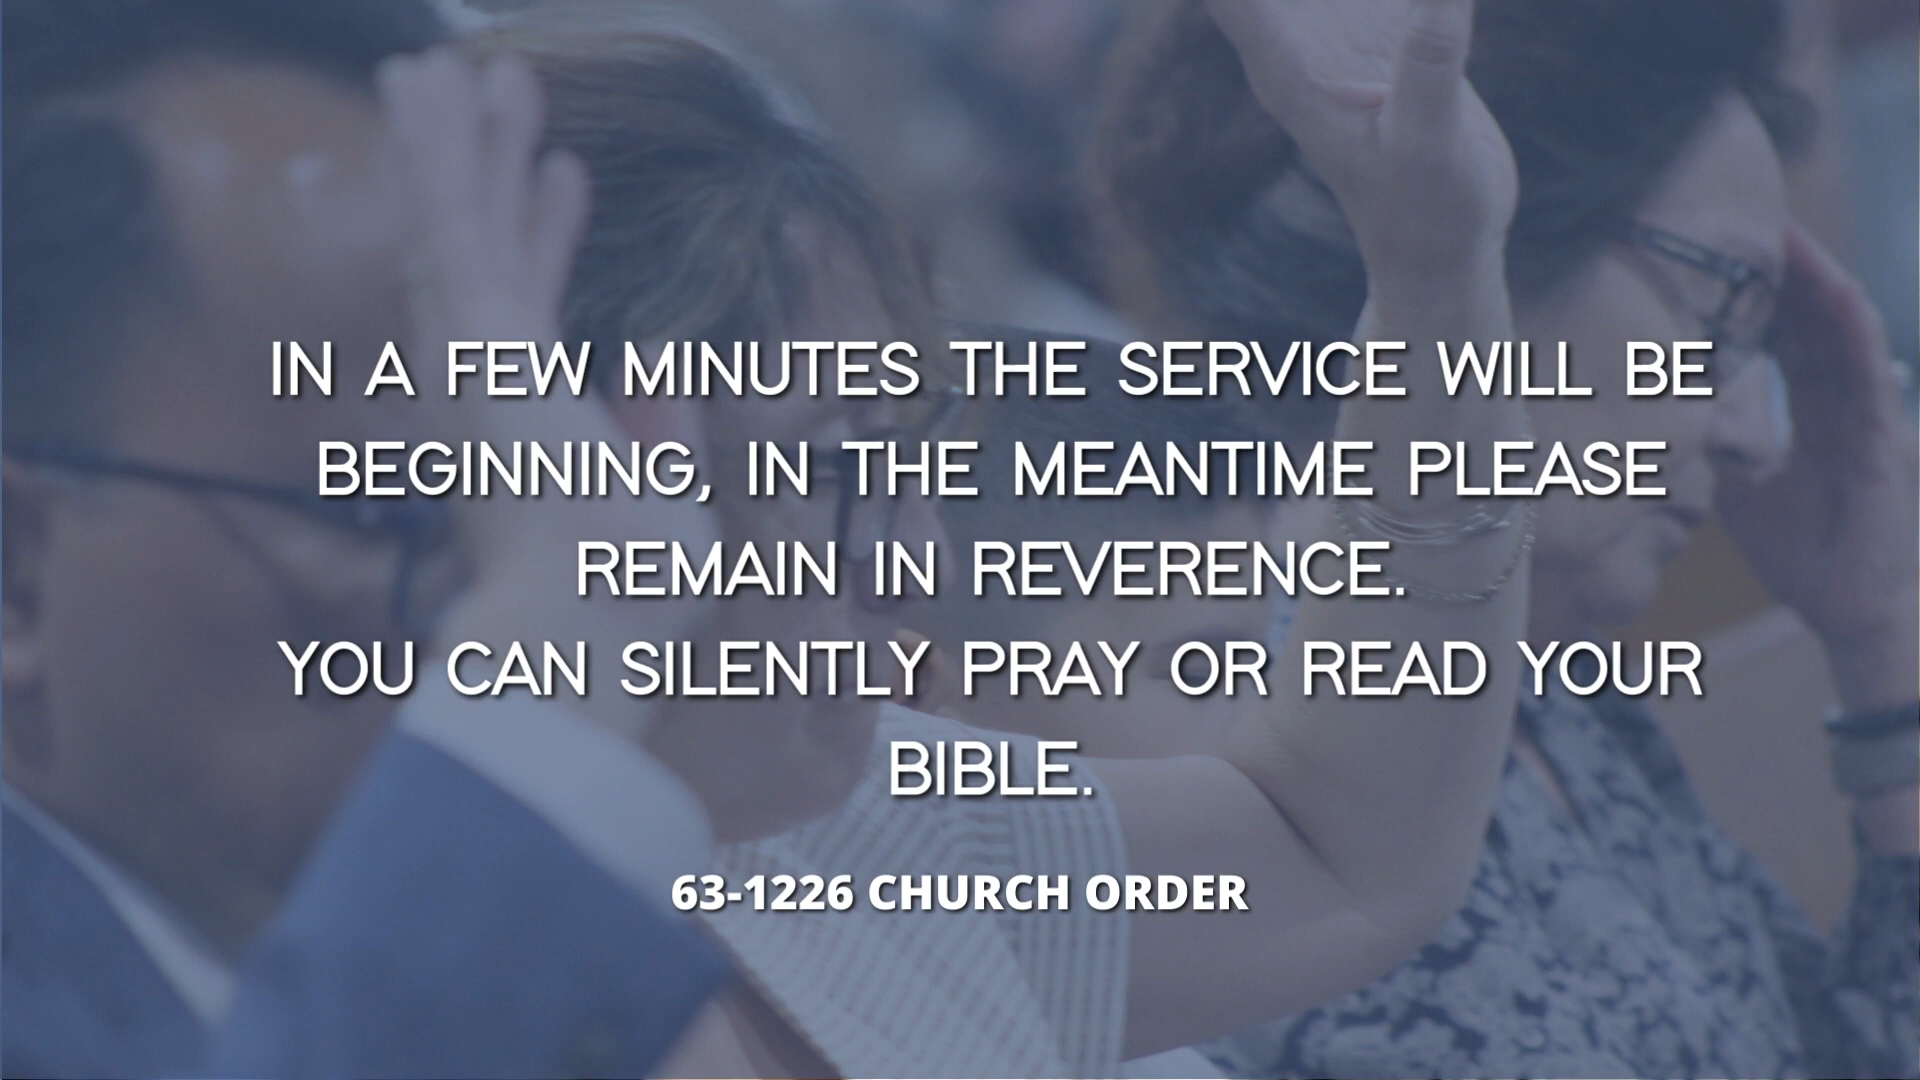 IN A FEW MINUTES THE SERVICE WILL BE
BEGINNING, IN THE MEANTIME PLEASE
REMAIN IN REVERENCE.
YOU CAN SILENTLY PRAY OR READ YOUR
BIBLE.
63-1226 CHURCH ORDER